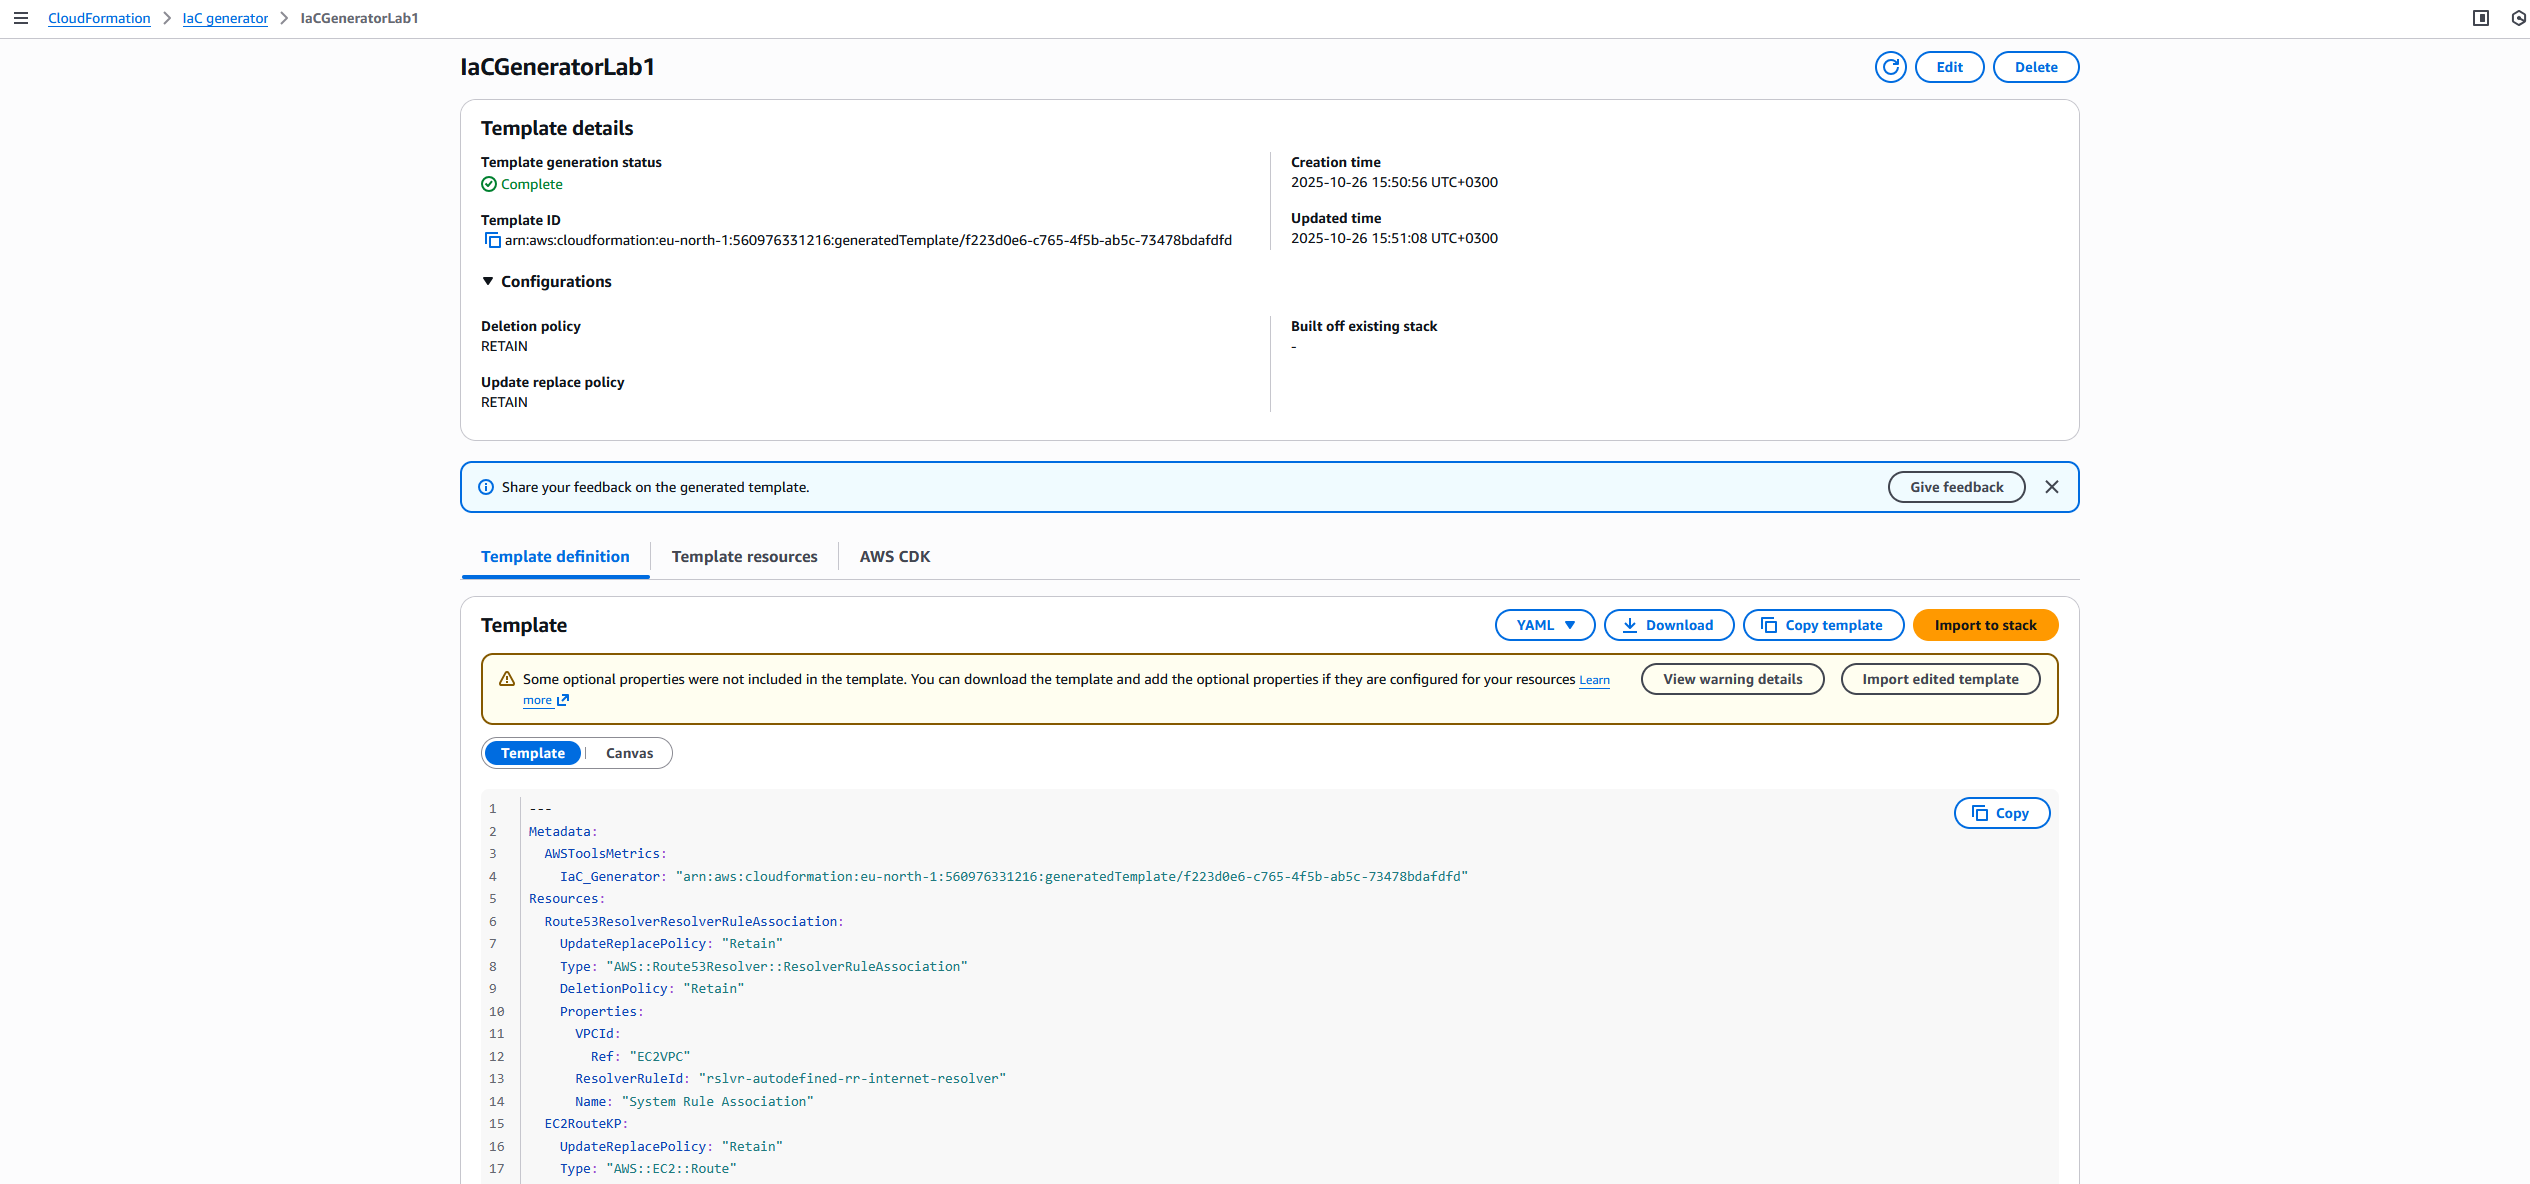 CloudFormation > IaC generator > IaCGeneratorLab1
IaCGeneratorLab1
Edit
Delete
Template details
Template generation status
Complete
Template ID
arn:aws:cloudformation:eu-north-1:560976331216:generatedTemplate/f223d0e6-c765-4f5b-ab5c-73478bdafdfd
Creation time
2025-10-26 15:50:56 UTC+0300
Updated time
2025-10-26 15:51:08 UTC+0300
Configurations
Deletion policy
RETAIN
Update replace policy
RETAIN
Built off existing stack
-
Share your feedback on the generated template.
Give feedback
Template definition
Template resources
AWS CDK
Template
YAML
Download
Copy template
Import to stack
Some optional properties were not included in the template. You can download the template and add the optional properties if they are configured for your resources Learn
more
View warning details
Import edited template
Template
Canvas
Copy
1 ---
2 Metadata:
3 AWSToolsMetrics:
4 IaC_Generator: "arn:aws:cloudformation:eu-north-1:560976331216:generatedTemplate/f223d0e6-c765-4f5b-ab5c-73478bdafdfd"
5 Resources:
6 Route53ResolverResolverRuleAssociation:
7 UpdateReplacePolicy: "Retain"
8 Type: "AWS::Route53Resolver::ResolverRuleAssociation"
9 DeletionPolicy: "Retain"
10 Properties:
11 VPCId:
12 Ref: "EC2VPC"
13 ResolverRuleId: "rslvr-autodefined-rr-internet-resolver"
14 Name: "System Rule Association"
15 EC2RouteKP:
16 UpdateReplacePolicy: "Retain"
17 Type: "AWS::EC2::Route"